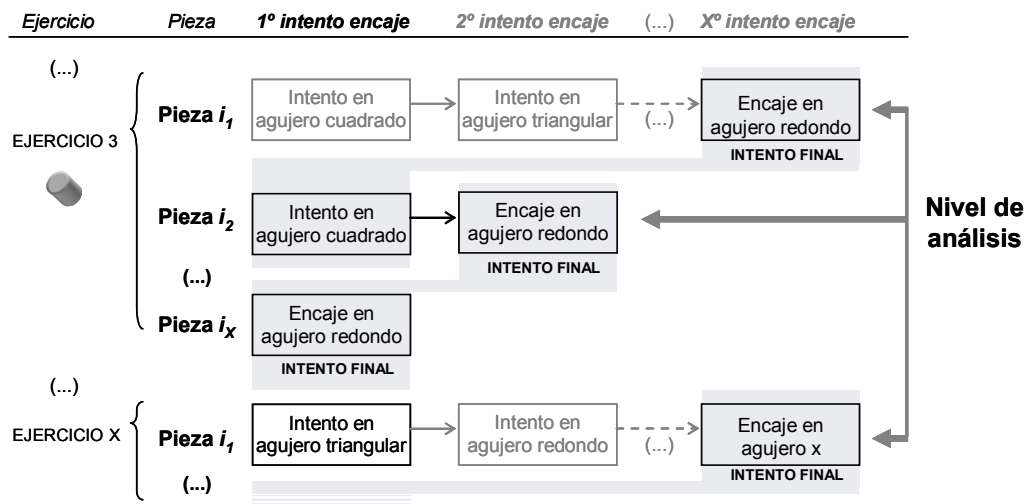 Ejercicio Pieza 1º intento encaje 2º intento encaje (...) Xº intento encaje
(...)
EJERCICIO 3
Pieza i1
Intento en
agujero cuadrado
Intento en
agujero triangular
(...)
Encaje en
agujero redondo
INTENTO FINAL
Pieza i2
Intento en
agujero cuadrado
Encaje en
agujero redondo
INTENTO FINAL
Nivel de
análisis
(...)
Pieza iX
Encaje en
agujero redondo
INTENTO FINAL
(...)
EJERCICIO X
Pieza i1
Intento en
agujero triangular
Intento en
agujero redondo
(...)
Encaje en
agujero x
INTENTO FINAL
(...)